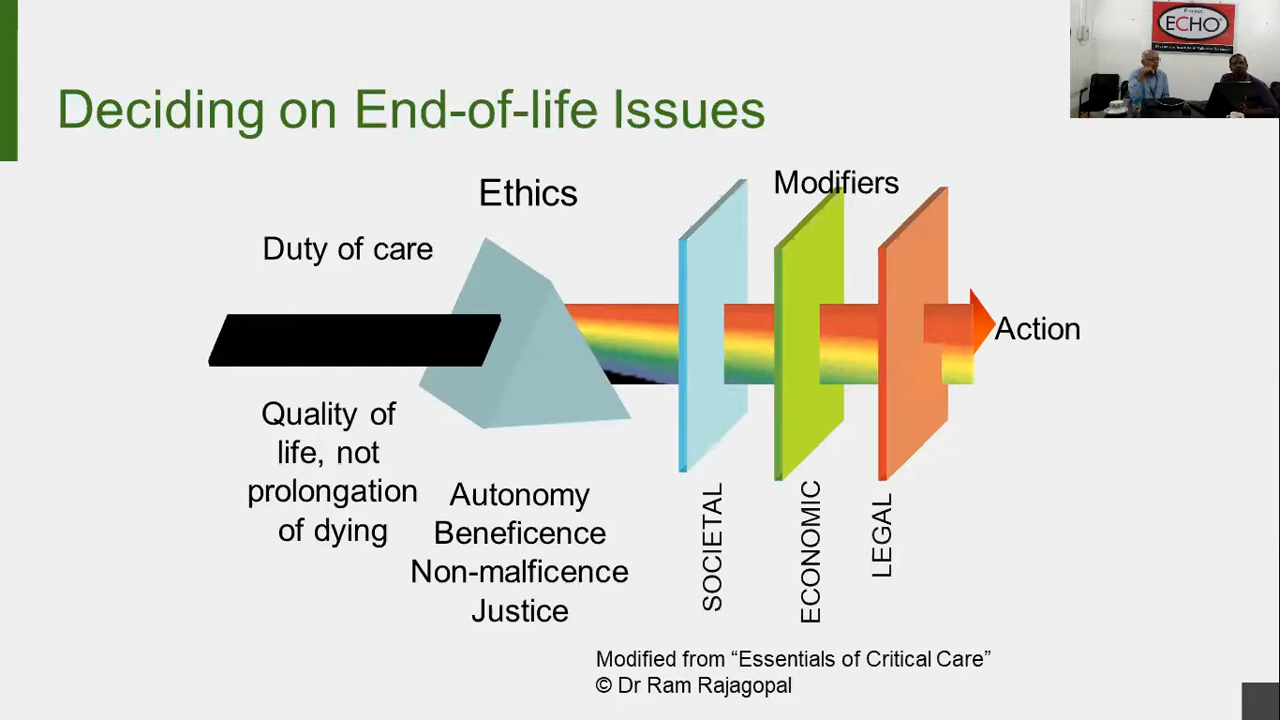 ECHO
Deciding on End-of-life Issues
Ethics
Modifiers
Duty of care
Action
Quality of
life, not
prolongation
of dying
Autonomy
Beneficence
Non-malficence
Justice
SOCIETAL
ECONOMIC
LEGAL
Modified from “Essentials of Critical Care”
© Dr Ram Rajagopal